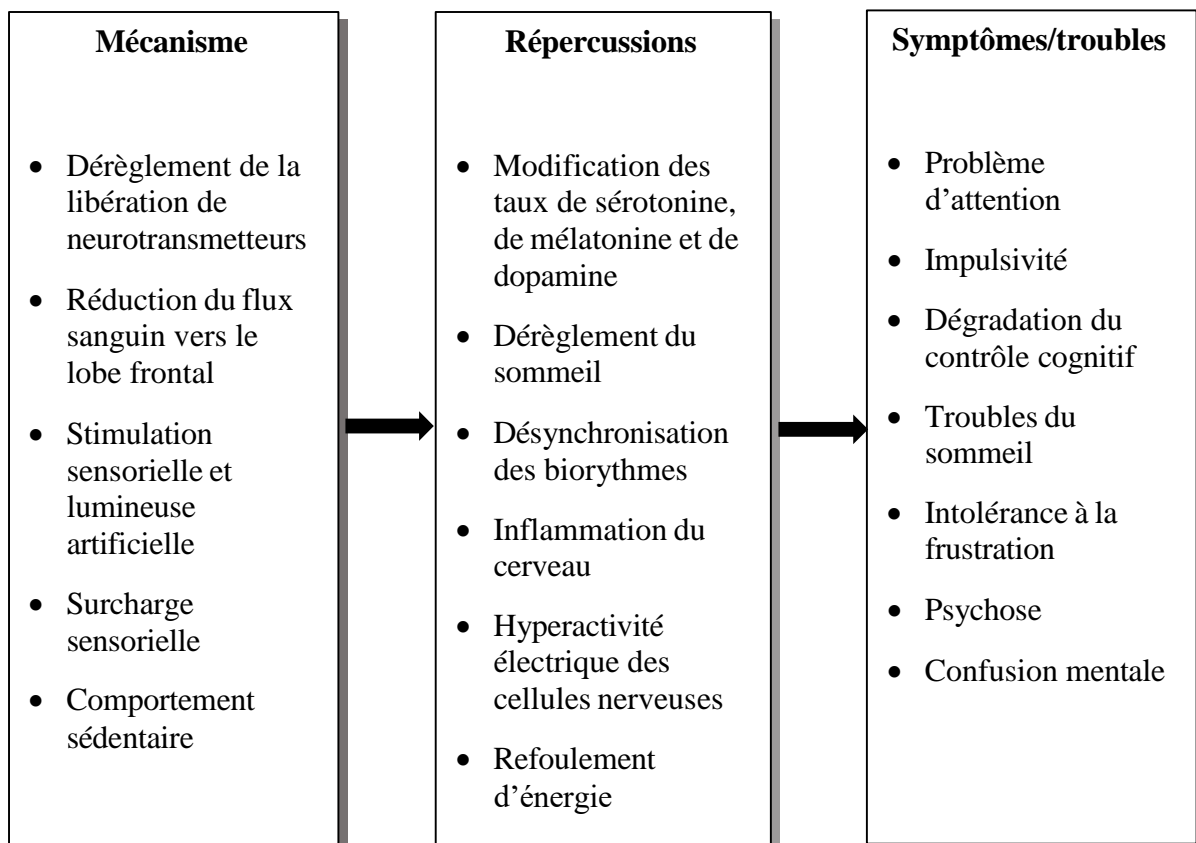 Mécanisme
• Dérèglement de la
libération de
neurotransmetteurs
• Réduction du flux
sanguin vers le
lobe frontal
• Stimulation
sensorielle et
lumineuse
artificielle
• Surcharge
sensorielle
• Comportement
sédentaire
Répercussions
• Modification des
taux de sérotonine,
de mélatonine et de
dopamine
• Dérèglement du
sommeil
• Désynchronisation
des biorythmes
• Inflammation du
cerveau
• Hyperactivité
électrique des
cellules nerveuses
• Refoulement
d’énergie
Symptômes/troubles
• Problème
d’attention
• Impulsivité
• Dégradation du
contrôle cognitif
• Troubles du
sommeil
• Intolérance à la
frustration
• Psychose
• Confusion mentale